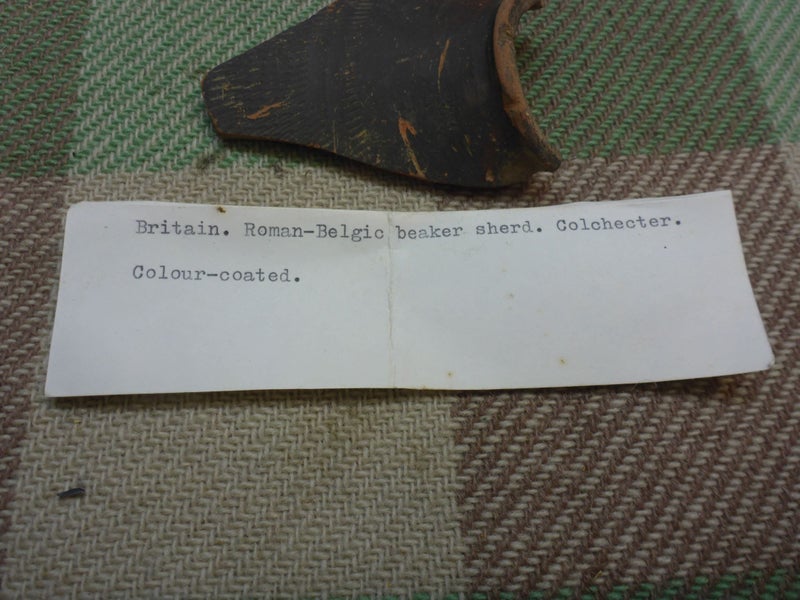 Britain. Roman-Belgic beaker sherd. Colchecter.
Colour-coated.